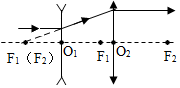 F₁ (F₂) O₁ F₁ O₂ F₂